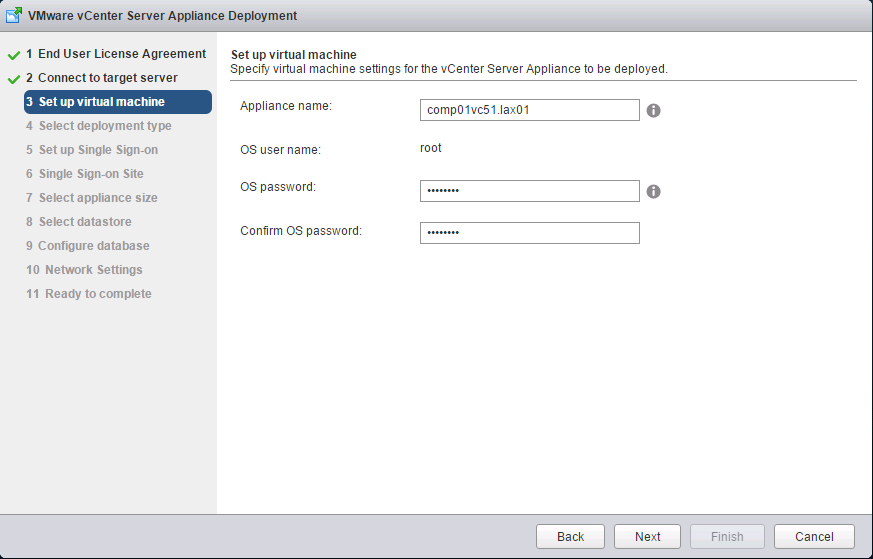 VMware vCenter Server Appliance Deployment
1 End User License Agreement
2 Connect to target server
3 Set up virtual machine
4 Select deployment type
5 Set up Single Sign-on
6 Single Sign-on Site
7 Select appliance size
8 Select datastore
9 Configure database
10 Network Settings
11 Ready to complete
Set up virtual machine
Specify virtual machine settings for the vCenter Server Appliance to be deployed.
Appliance name: comp01vc51.lax01
OS user name: root
OS password: ••••••••
Confirm OS password: ••••••••
Back Next Finish Cancel